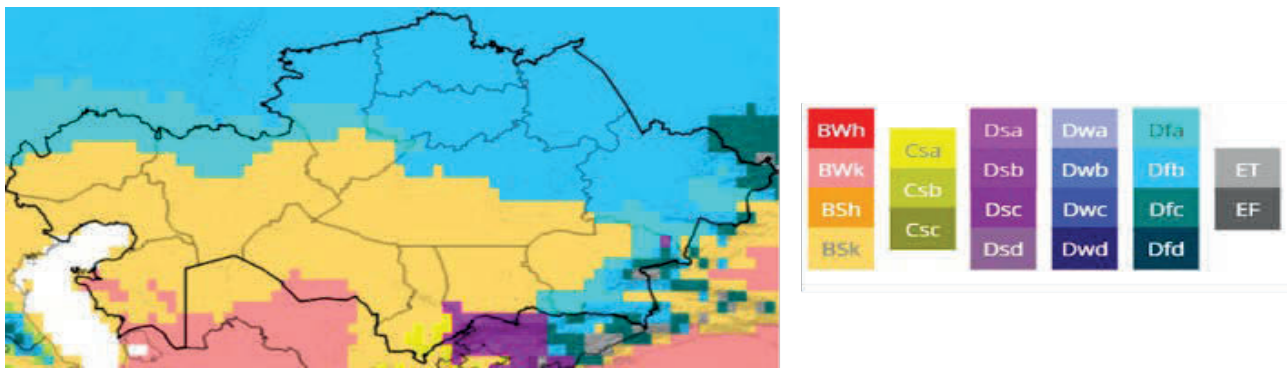 BWh
BWk
BSh
BSk
Csa
Csb
Csc
Dsa
Dsb
Dsc
Dsd
Dwa
Dwb
Dwc
Dwd
Dfa
Dfb
Dfc
Dfd
ET
EF